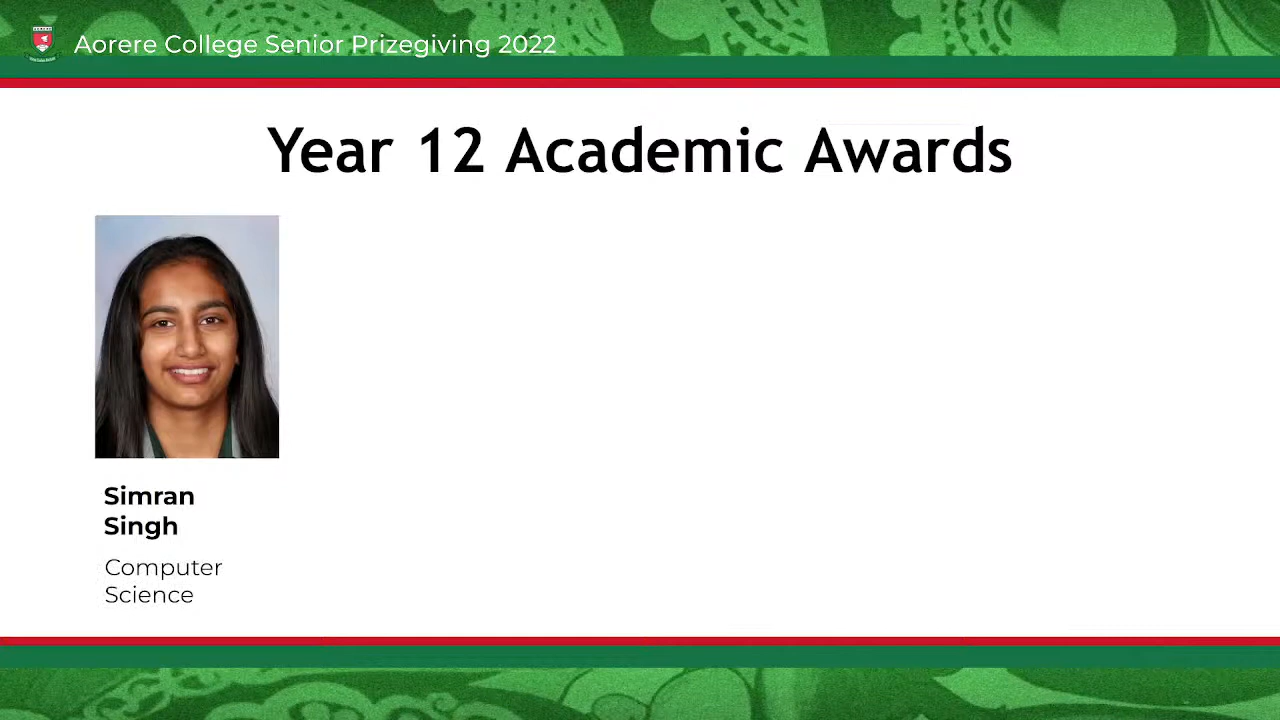 Aorere College Senior Prizegiving 2022
Year 12 Academic Awards
Simran
Singh
Computer
Science